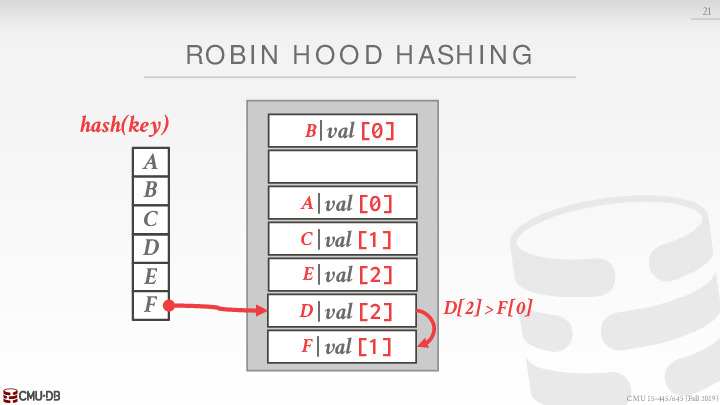 21
ROBIN HOOD HASHING
hash(key)
A
B
C
D
E
F
B|val [0]
A|val [0]
C|val [1]
E|val [2]
D|val [2]
F|val [1]
D[2]>F[0]
CMU·DB
CMU 15-445/645 (Fall 2019)